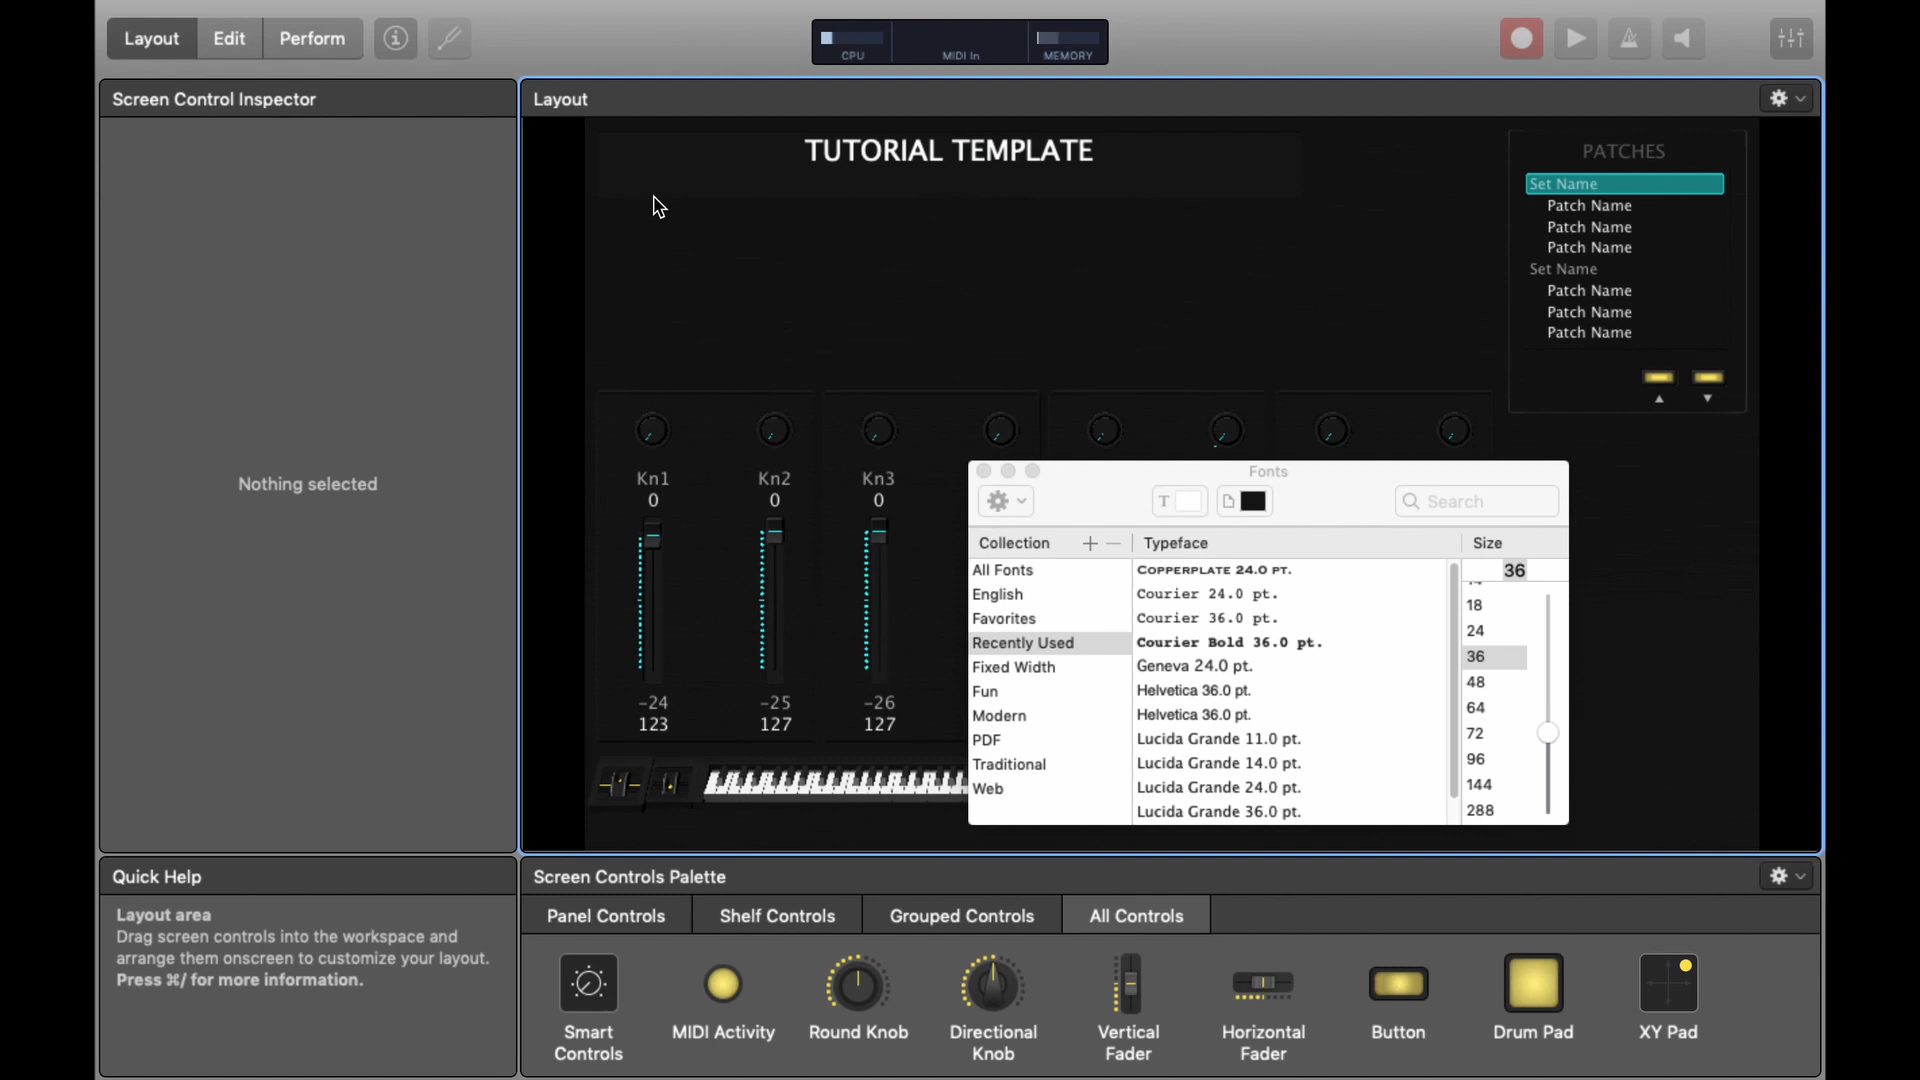 Layout
Edit
Perform
CPU
MIDI In
MEMORY
Screen Control Inspector
Nothing selected
Layout
TUTORIAL TEMPLATE
PATCHES
Set Name
Patch Name
Patch Name
Patch Name
Set Name
Patch Name
Patch Name
Patch Name
Kn1
0
Kn2
0
Kn3
0
-24
123
-25
127
-26
127
Fonts
T
Search
Collection
Typeface
Size
All Fonts
English
Favorites
Recently Used
Fixed Width
Fun
Modern
PDF
Traditional
Web
COPPERPLATE 24.0 PT.
Courier 24.0 pt.
Courier 36.0 pt.
Courier Bold 36.0 pt.
Geneva 24.0 pt.
Helvetica 36.0 pt.
Helvetica 36.0 pt.
Lucida Grande 11.0 pt.
Lucida Grande 14.0 pt.
Lucida Grande 24.0 pt.
Lucida Grande 36.0 pt.
36
18
24
36
48
64
72
96
144
288
Quick Help
Layout area
Drag screen controls into the workspace and
arrange them onscreen to customize your layout.
Press ⌘/ for more information.
Screen Controls Palette
Panel Controls
Shelf Controls
Grouped Controls
All Controls
Smart
Controls
MIDI Activity
Round Knob
Directional
Knob
Vertical
Fader
Horizontal
Fader
Button
Drum Pad
XY Pad